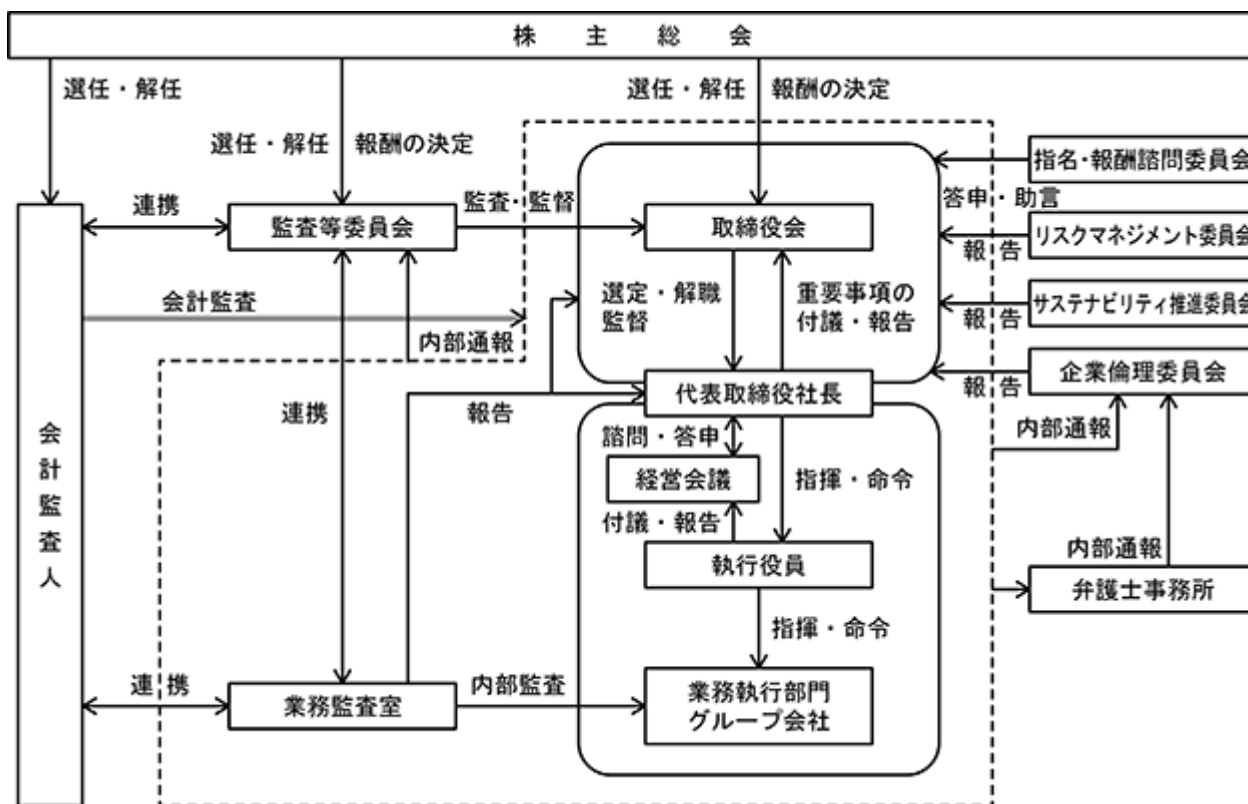 株主総会
選任・解任
選任・解任 報酬の決定
選任・解任 報酬の決定
指名・報酬諮問委員会
答申・助言
連携
監査等委員会
監査・監督
取締役会
リスクマネジメント委員会
報告
会計監査
選定・解職
監督
重要事項の
付議・報告
サステナビリティ推進委員会
報告
内部通報
企業倫理委員会
報告
代表取締役社長
連携
報告
諮問・答申
内部通報
会計監査人
経営会議
指揮・命令
付議・報告
執行役員
内部通報
弁護士事務所
指揮・命令
連携
業務監査室
内部監査
業務執行部門
グループ会社